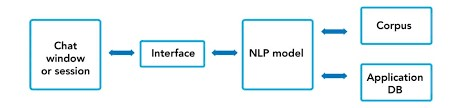 Chat
window
or session
Interface
NLP model
Corpus
Application
DB